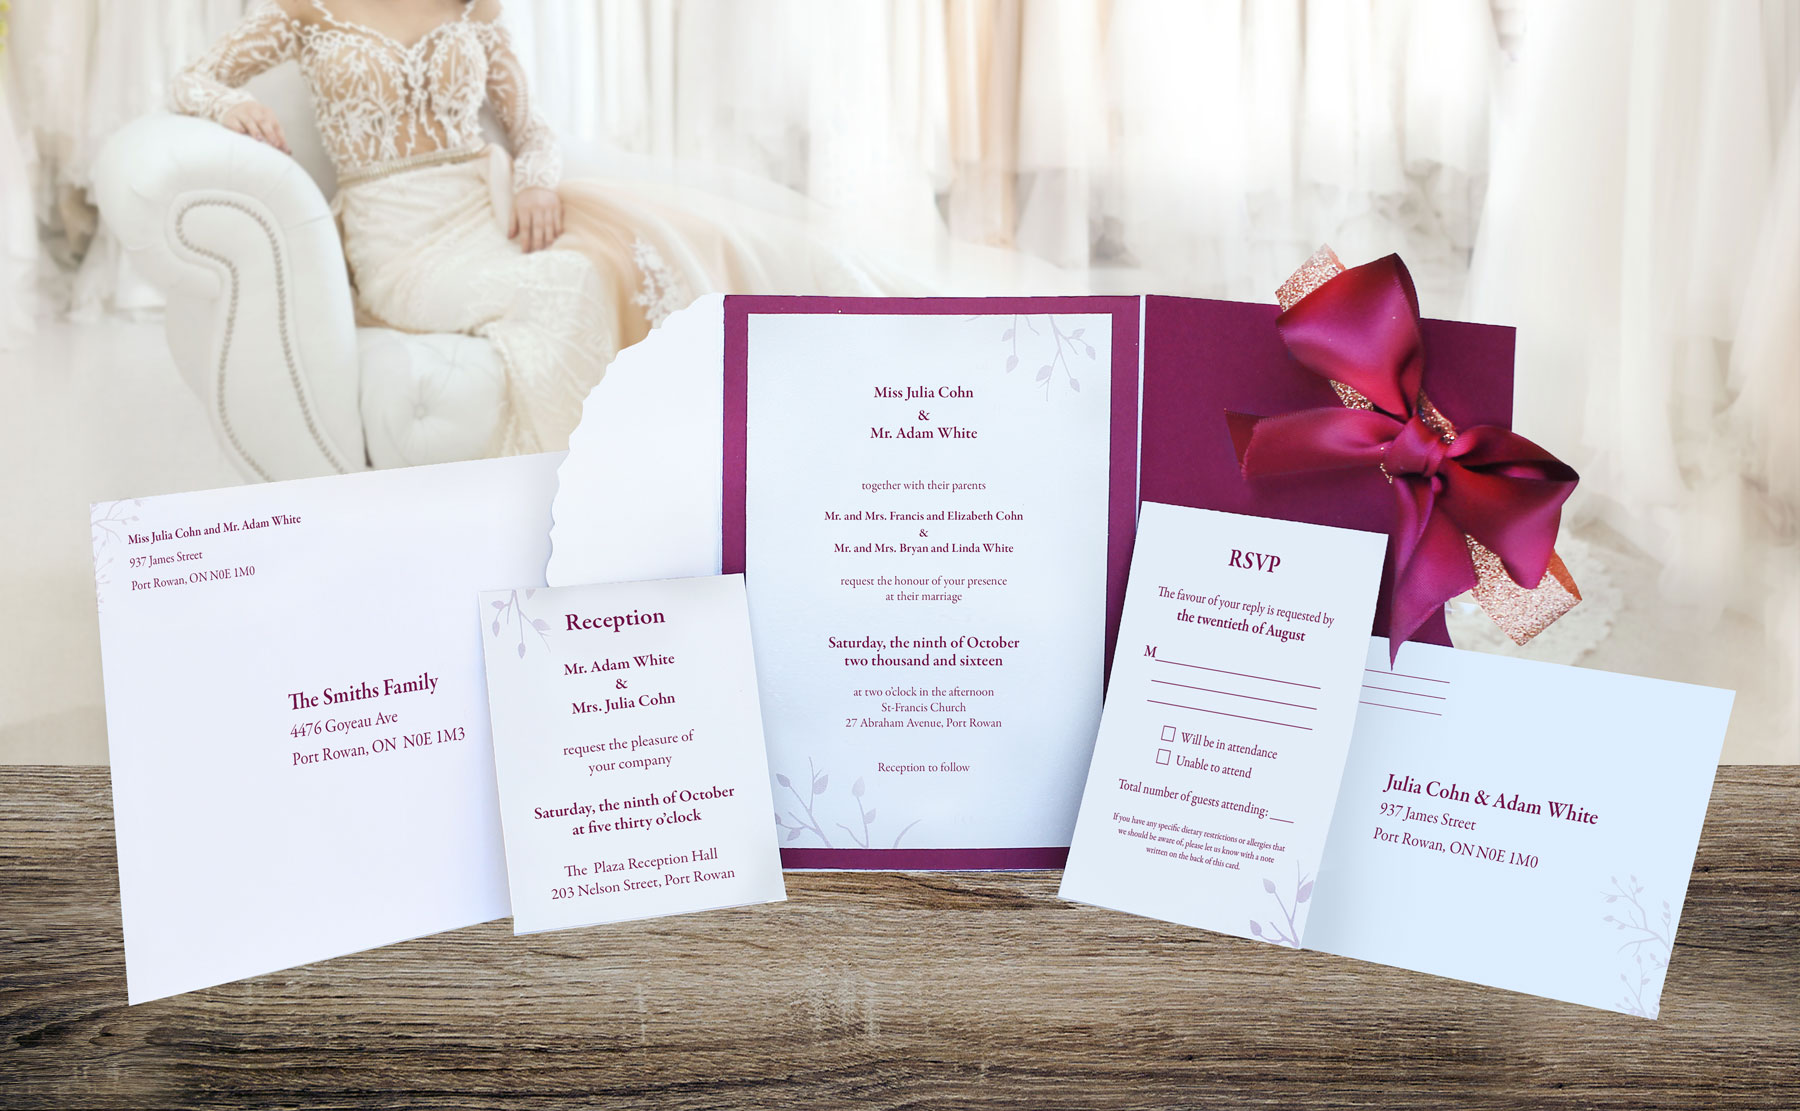 Miss Julia Cohn and Mr. Adam White
937 James Street
Port Rowan, ON N0E 1M0
The Smiths Family
4476 Goyeau Ave
Port Rowan, ON N0E 1M3
Reception
Mr. Adam White
&
Mrs. Julia Cohn
request the pleasure of
your company
Saturday, the ninth of October
at five thirty o'clock
The Plaza Reception Hall
203 Nelson Street, Port Rowan
Miss Julia Cohn
&
Mr. Adam White
together with their parents
Mr. and Mrs. Francis and Elizabeth Cohn
&
Mr. and Mrs. Bryan and Linda White
request the honour of your presence
at their marriage
Saturday, the ninth of October
two thousand and sixteen
at two o'clock in the afternoon
St-Francis Church
27 Abraham Avenue, Port Rowan
Reception to follow
RSVP
The favour of your reply is requested by
the twentieth of August
M
Will be in attendance
Unable to attend
Total number of guests attending: ___
If you have any specific dietary restrictions or allergies that
we should be aware of, please let us know with a note
written on the back of this card.
Julia Cohn & Adam White
937 James Street
Port Rowan, ON N0E 1M0